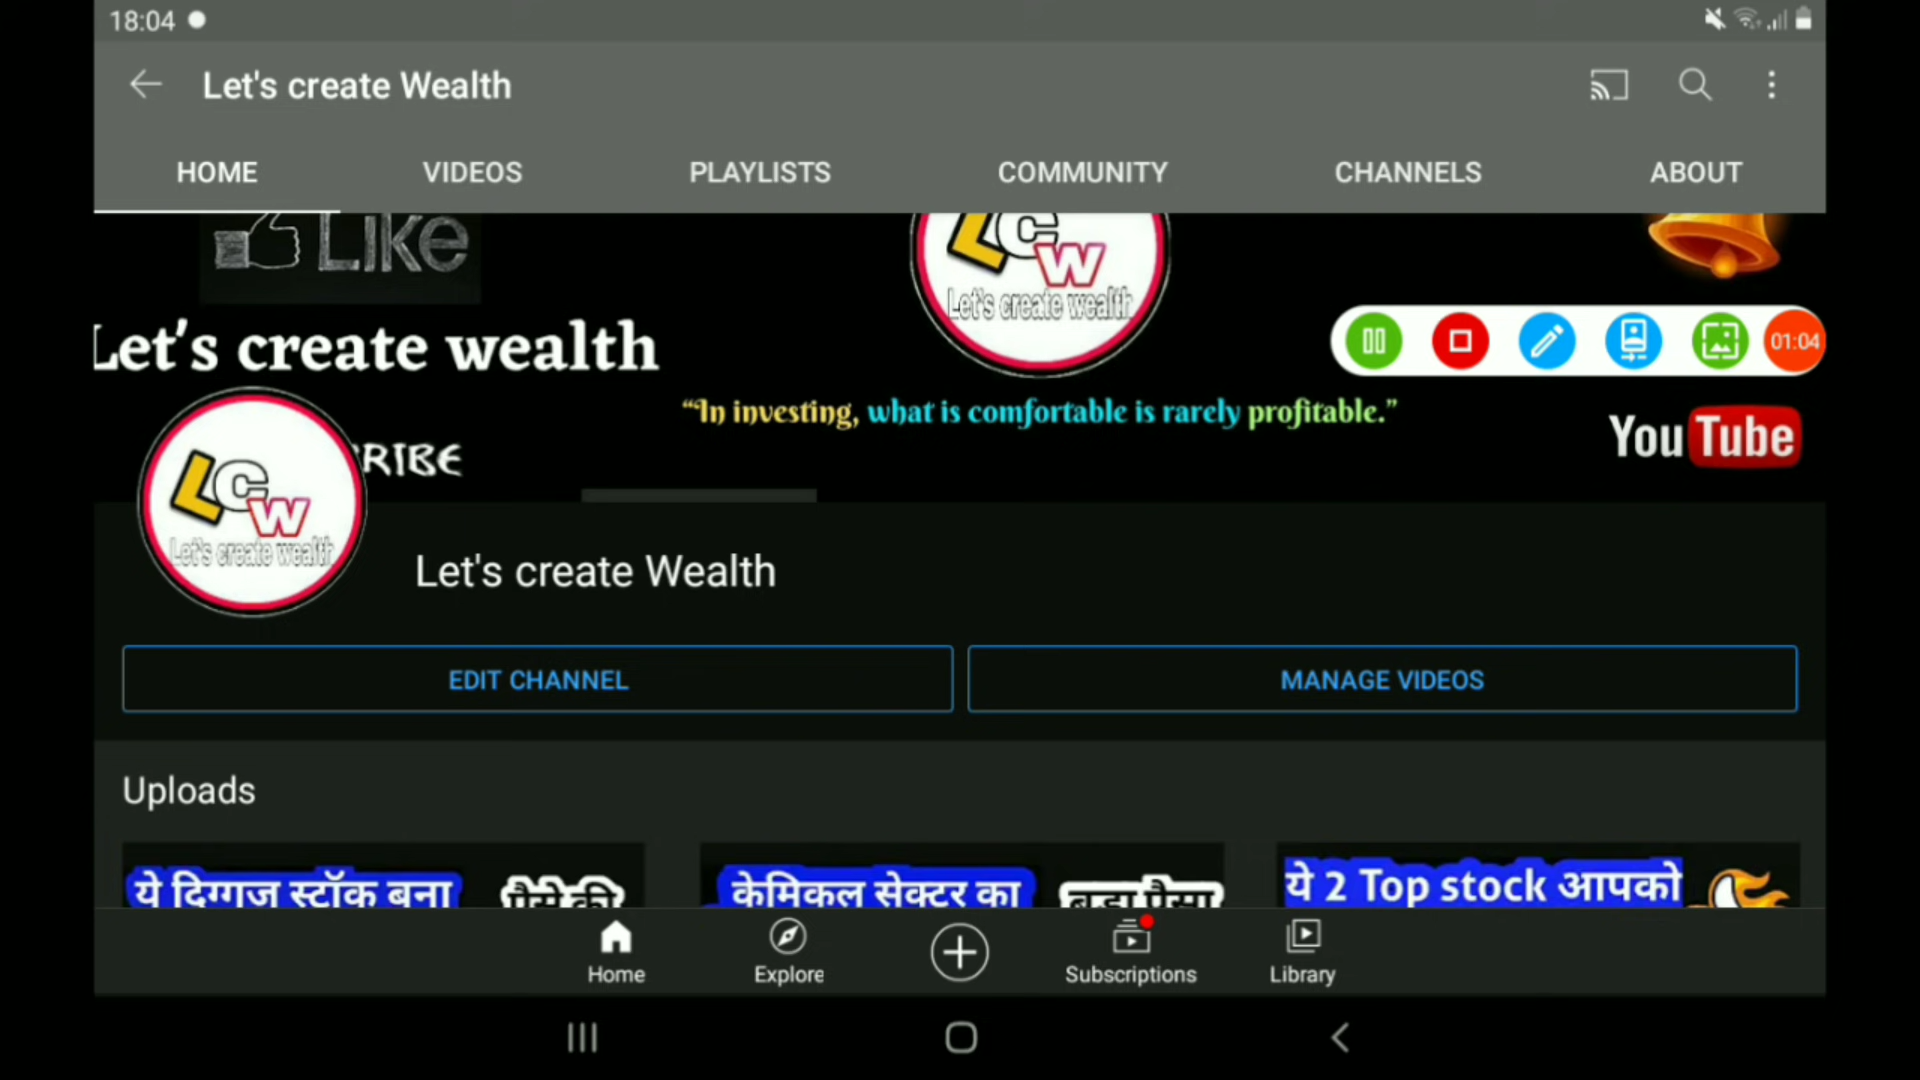 18:04
Let's create Wealth
HOME VIDEOS PLAYLISTS COMMUNITY CHANNELS ABOUT
Like
LCW
Let's create wealth
Let's create wealth
01:04
"In investing, what is comfortable is rarely profitable."
YouTube
CRIBE
LCW
Let's create wealth
Let's create Wealth
EDIT CHANNEL MANAGE VIDEOS
Uploads
ये दिग्गज स्टॉक बना पैसे की
केमिकल सेक्टर का बड़ा पैसा
ये 2 Top stock आपको
Home Explore Subscriptions Library